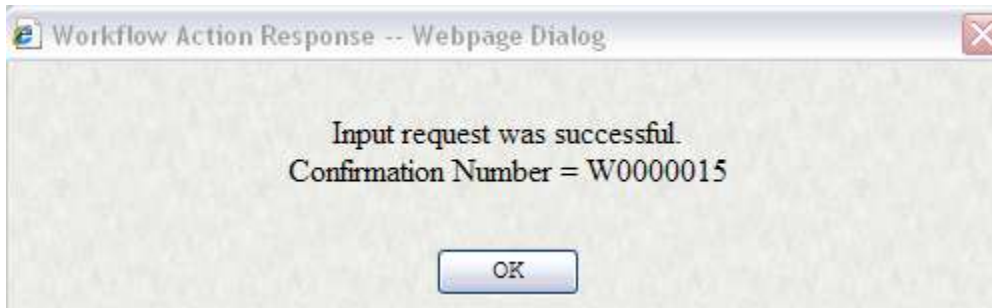 Workflow Action Response -- Webpage Dialog
Input request was successful.
Confirmation Number = W0000015
OK